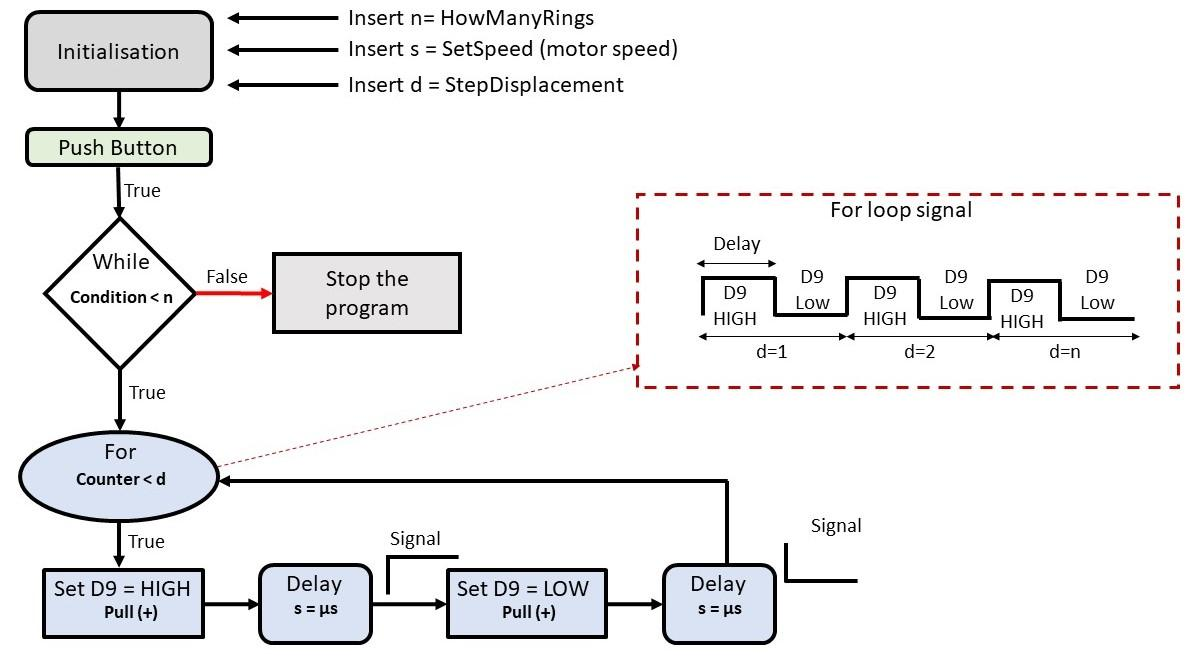 Initialisation
Insert n= HowManyRings
Insert s = SetSpeed (motor speed)
Insert d = StepDisplacement
Push Button
True
While
Condition < n
False
Stop the
program
True
For loop signal
Delay
D9
HIGH
D9
Low
D9
HIGH
D9
Low
D9
HIGH
D9
Low
d=1
d=2
d=n
For
Counter < d
True
Set D9 = HIGH
Pull (+)
Delay
s = µs
Signal
Set D9 = LOW
Pull (+)
Delay
s = µs
Signal